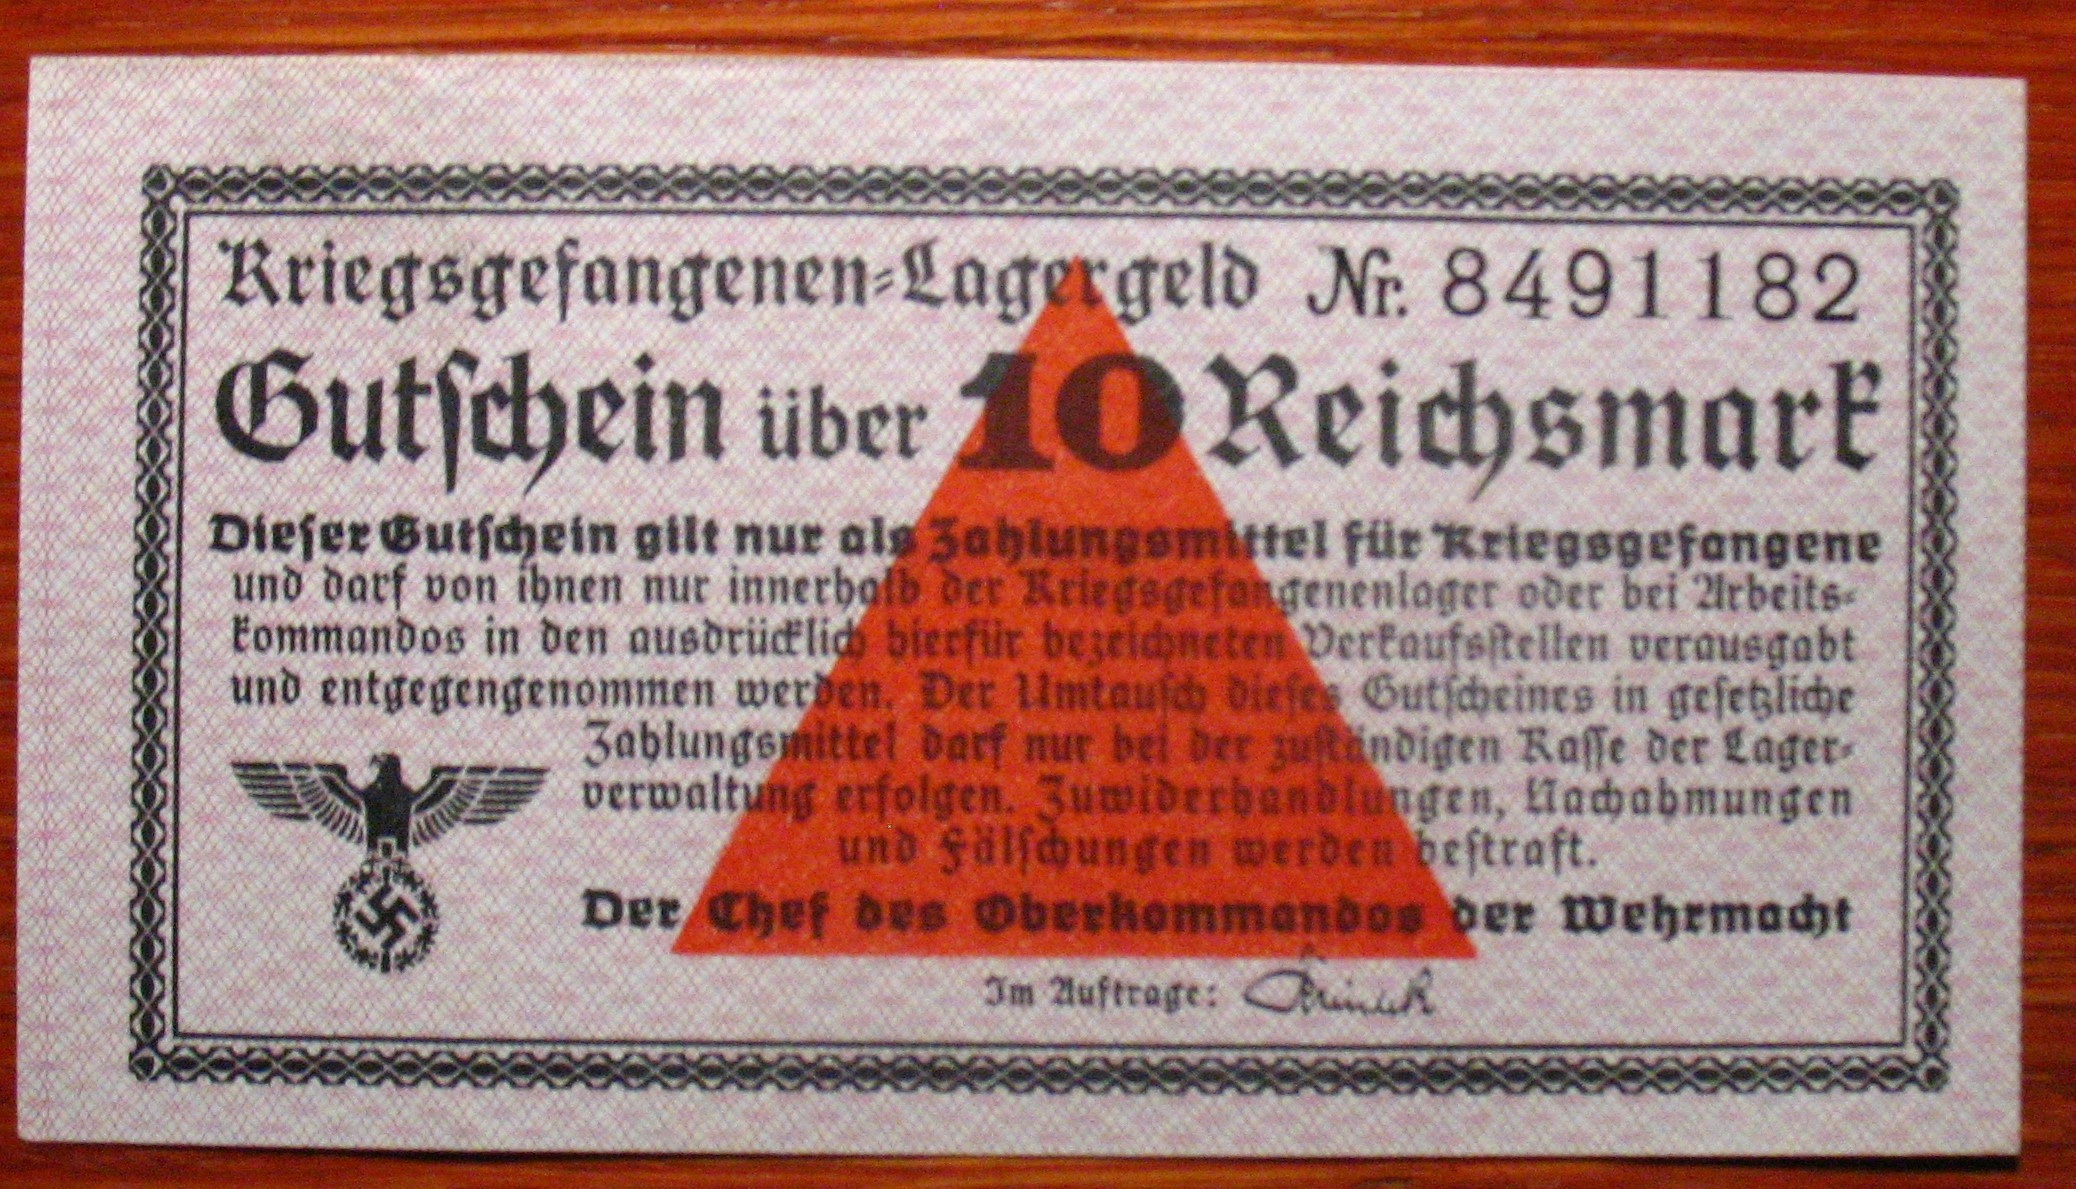 Kriegsgefangenen-Lagergeld Nr. 8491182
Gutschein über 10 Reichsmark
Dieser Gutschein gilt nur als Zahlungsmittel für Kriegsgefangene
und darf von ihnen nur innerhalb der Kriegsgefangenenlager oder bei Arbeits-
kommandos in den ausdrücklich hierfür bezeichneten Verkaufsstellen verausgabt
und entgegengenommen werden. Der Umtausch dieses Gutscheines in gesetzliche
Zahlungsmittel darf nur bei der zuständigen Kasse der Lager-
verwaltung erfolgen. Zuwiderhandlungen, Nachahmungen
und Fälschungen werden bestraft.
Der Chef des Oberkommandos der Wehrmacht
Im Auftrage: